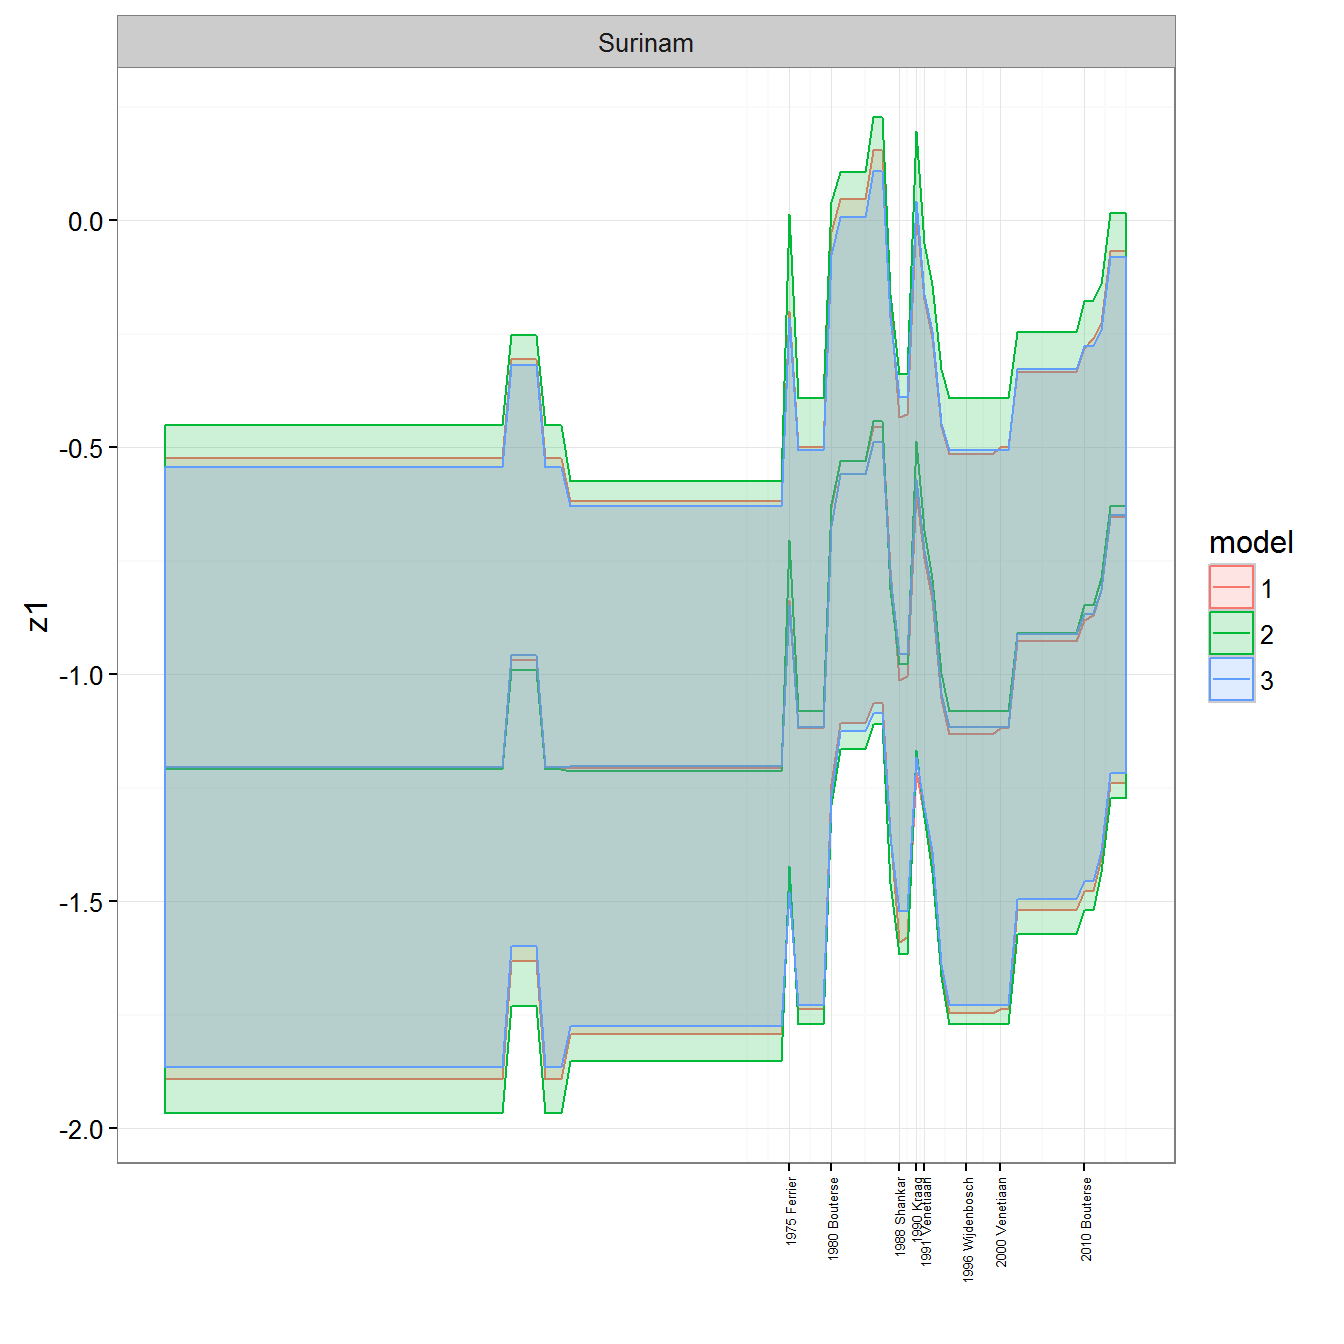 Surinam
0.0
-0.5
-1.0
-1.5
-2.0
z1
1975 Ferrier
1980 Bouterse
1988 Shankar
1990 Kraag
1991 Venetiaan
1996 Wijdenbosch
2000 Venetiaan
2010 Bouterse
model
1
2
3